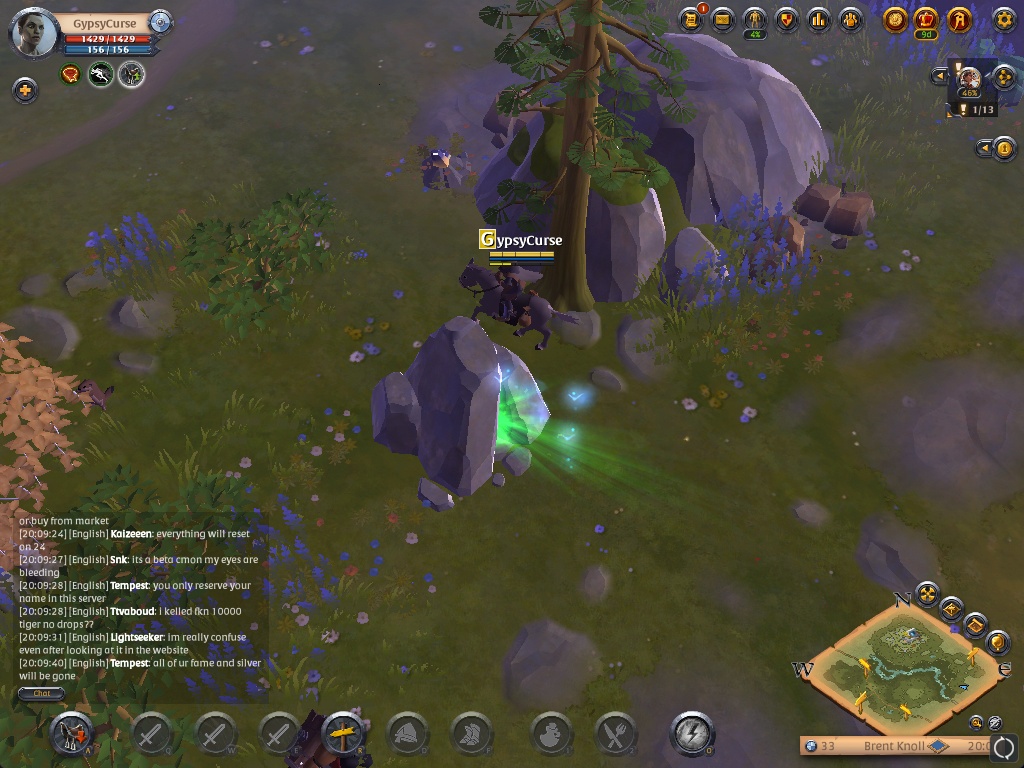 GypsyCurse
1429 / 1429
156 / 156
1
4%
9d
46%
1/13
GypsyCurse
or buy from market
[20:09:24] [English] Kaizeeen: everything will reset
on 24
[20:09:27] [English] Snk: its a beta cmon my eyes are
bleeding
[20:09:28] [English] Tempest: you only reserve your
name in this server
[20:09:28] [English] Ttvaboud: i kelled fkn 10000
tiger no drops??
[20:09:31] [English] Lightseeker: im really confuse
even after looking at it in the website
[20:09:40] [English] Tempest: all of ur fame and silver
will be gone
Chat
A
Q
W
E
R
D
F
N
W
E
33
Brent Knoll